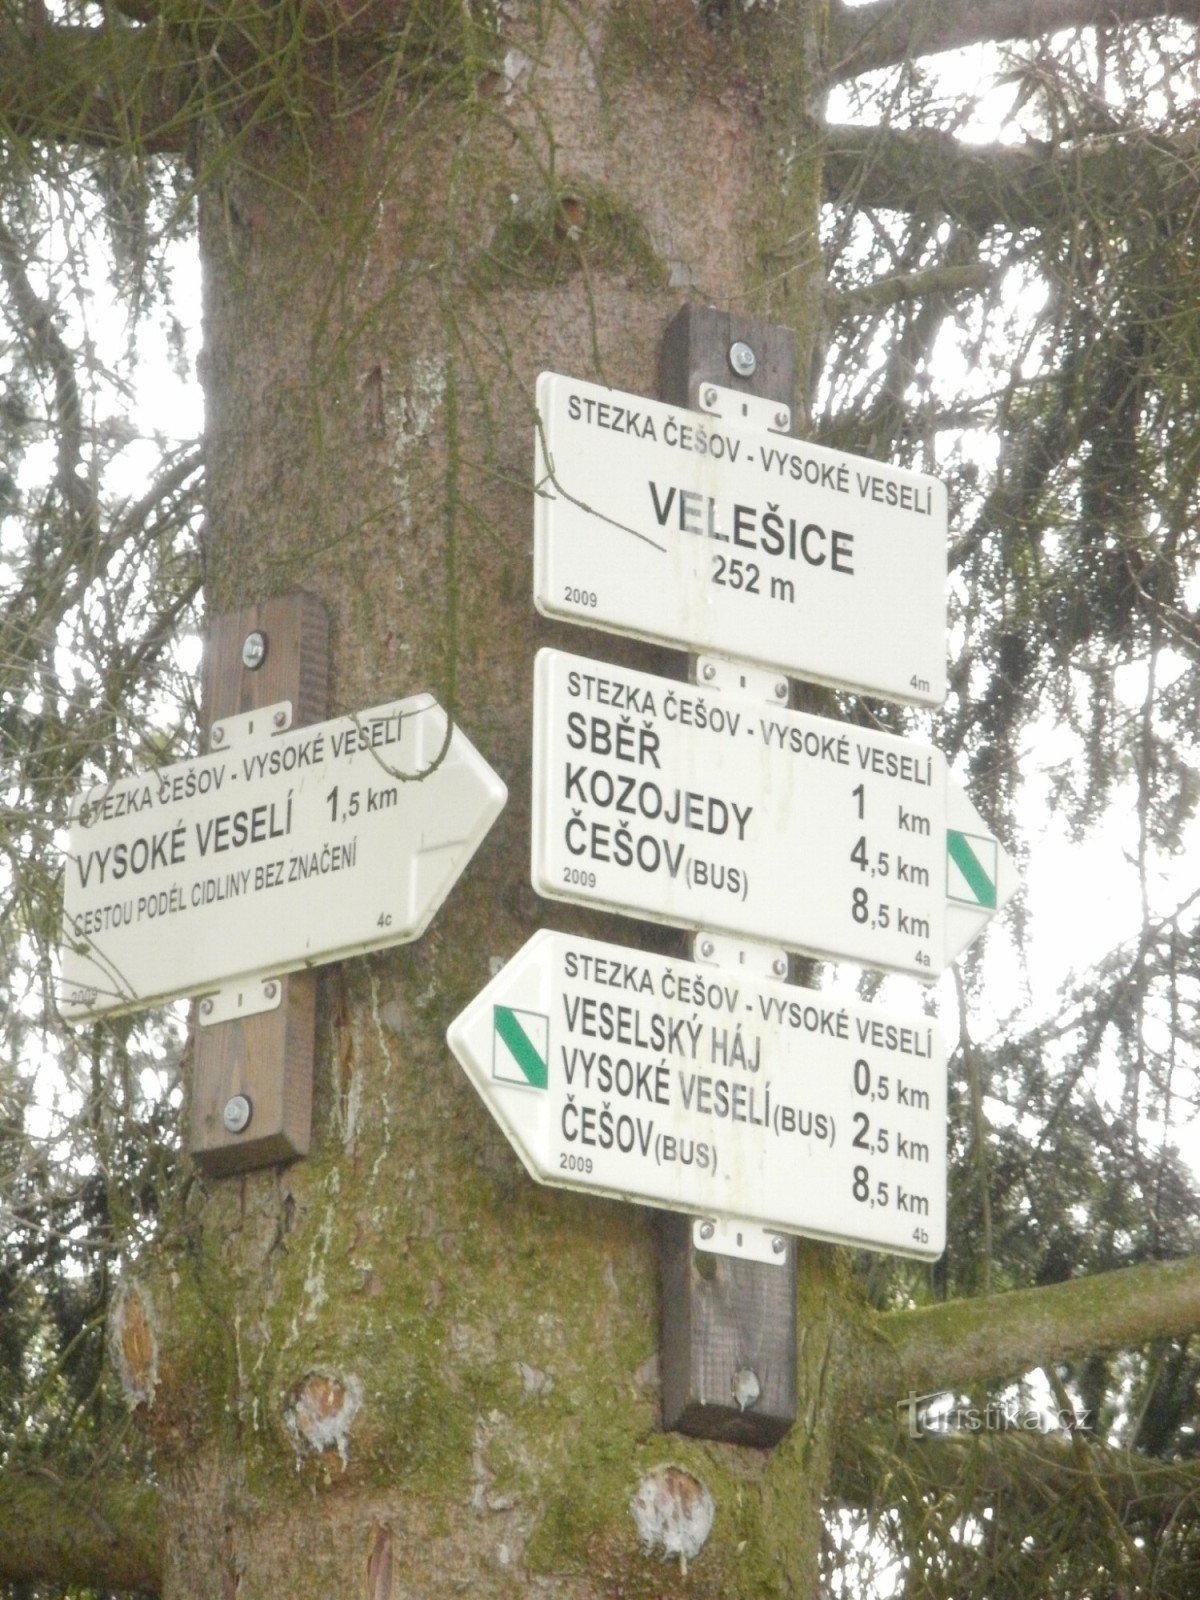 STEZKA ČEŠOV - VYSOKÉ VESELÍ
VELEŠICE
252 m
2009 4m
STEZKA ČEŠOV - VYSOKÉ VESELÍ
SBĚŘ 1 km
KOZOJEDY 4,5 km
ČEŠOV(BUS) 8,5 km
2009 4a
STEZKA ČEŠOV - VYSOKÉ VESELÍ
VYSOKÉ VESELÍ 1,5 km
CESTOU PODÉL CIDLINY BEZ ZNAČENÍ
2009 4c
STEZKA ČEŠOV - VYSOKÉ VESELÍ
VESELSKÝ HÁJ 0,5 km
VYSOKÉ VESELÍ(BUS) 2,5 km
ČEŠOV(BUS) 8,5 km
2009 4b
Turistika.cz